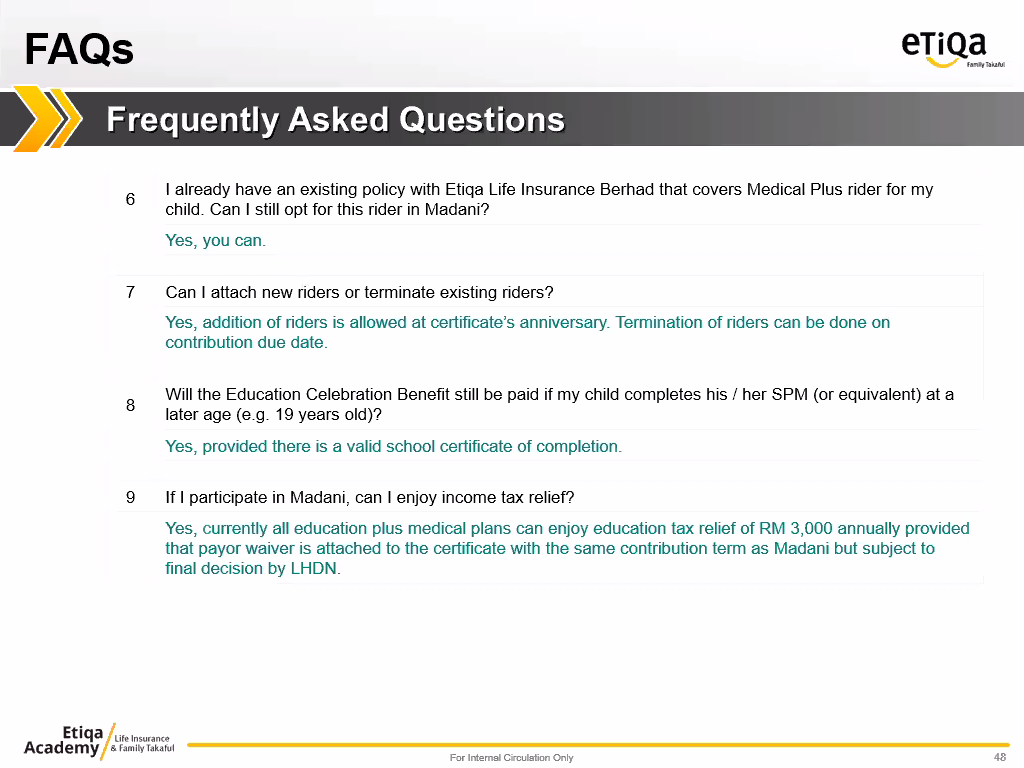 FAQs
eTiQa
Family Takaful
Frequently Asked Questions
6
I already have an existing policy with Etiqa Life Insurance Berhad that covers Medical Plus rider for my
child. Can I still opt for this rider in Madani?
Yes, you can.
7 Can I attach new riders or terminate existing riders?
Yes, addition of riders is allowed at certificate’s anniversary. Termination of riders can be done on
contribution due date.
8
Will the Education Celebration Benefit still be paid if my child completes his / her SPM (or equivalent) at a
later age (e.g. 19 years old)?
Yes, provided there is a valid school certificate of completion.
9 If I participate in Madani, can I enjoy income tax relief?
Yes, currently all education plus medical plans can enjoy education tax relief of RM 3,000 annually provided
that payor waiver is attached to the certificate with the same contribution term as Madani but subject to
final decision by LHDN.
Etiqa
Academy
Life Insurance
& Family Takaful
For Internal Circulation Only
48